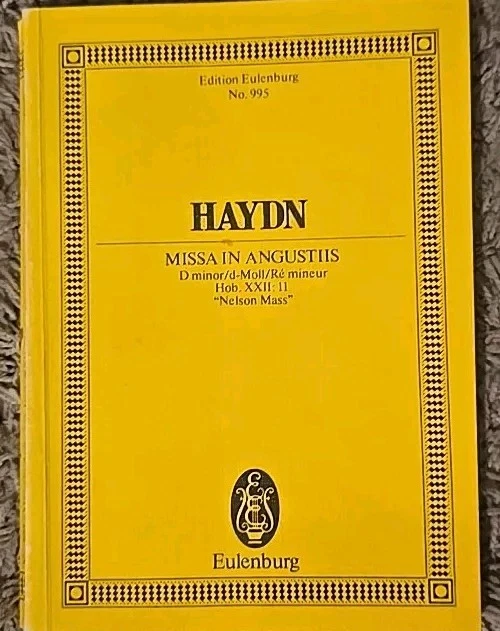 Edition Eulenburg
No. 995
HAYDN
MISSA IN ANGUSTIIS
D minor/d-Moll/Ré mineur
Hob. XXII: 11
"Nelson Mass"
E
Eulenburg